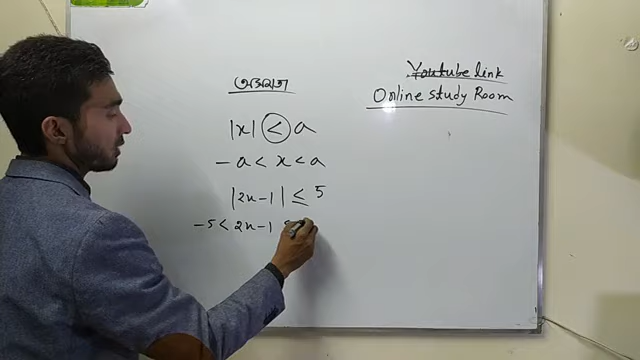 |x| < a
- a < x < a
|2x-1| ≤ 5
-5 < 2x-1
Youtube link
Online study Room